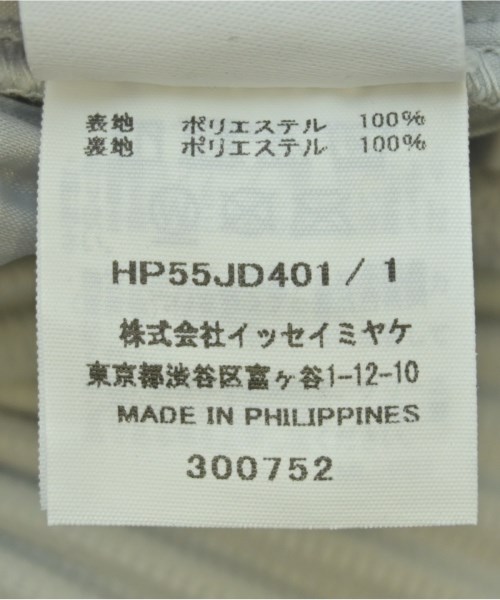 表地 ポリエステル 100%
裏地 ポリエステル 100%
HP55JD401 / 1
株式会社イッセイミヤケ
東京都渋谷区富ヶ谷1-12-10
MADE IN PHILIPPINES
300752